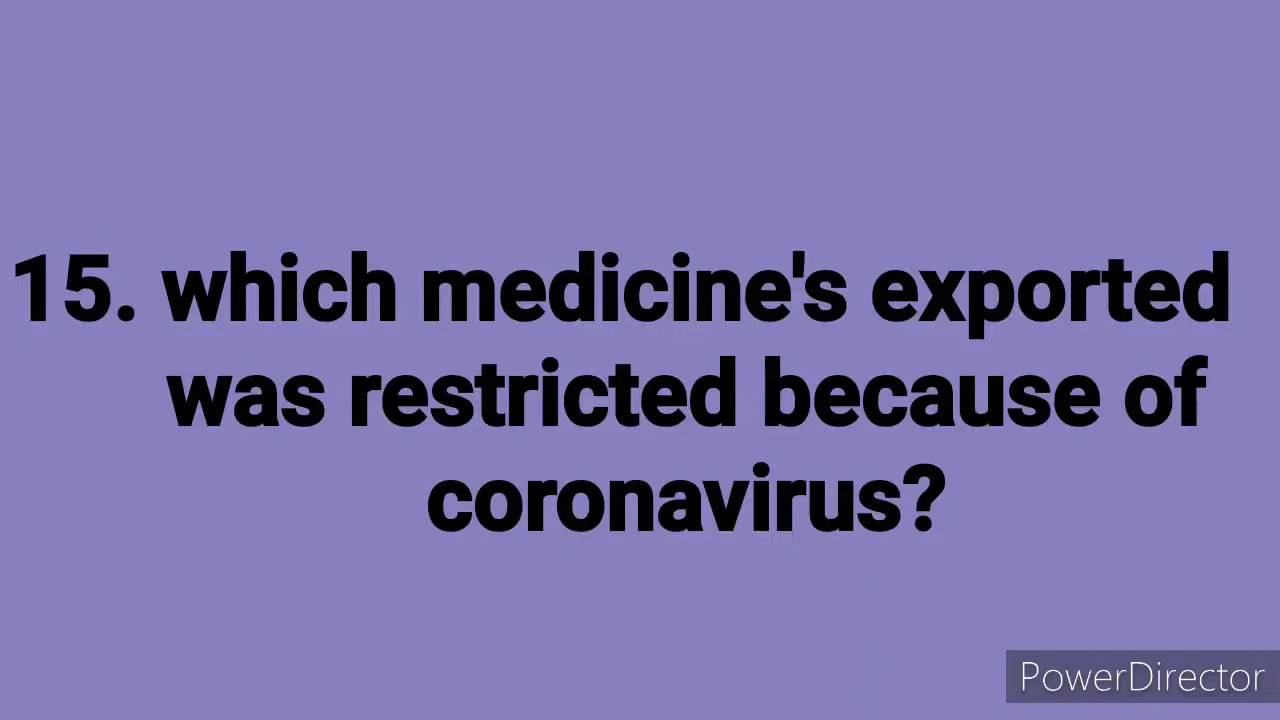 15. which medicine's exported
was restricted because of
coronavirus?
PowerDirector